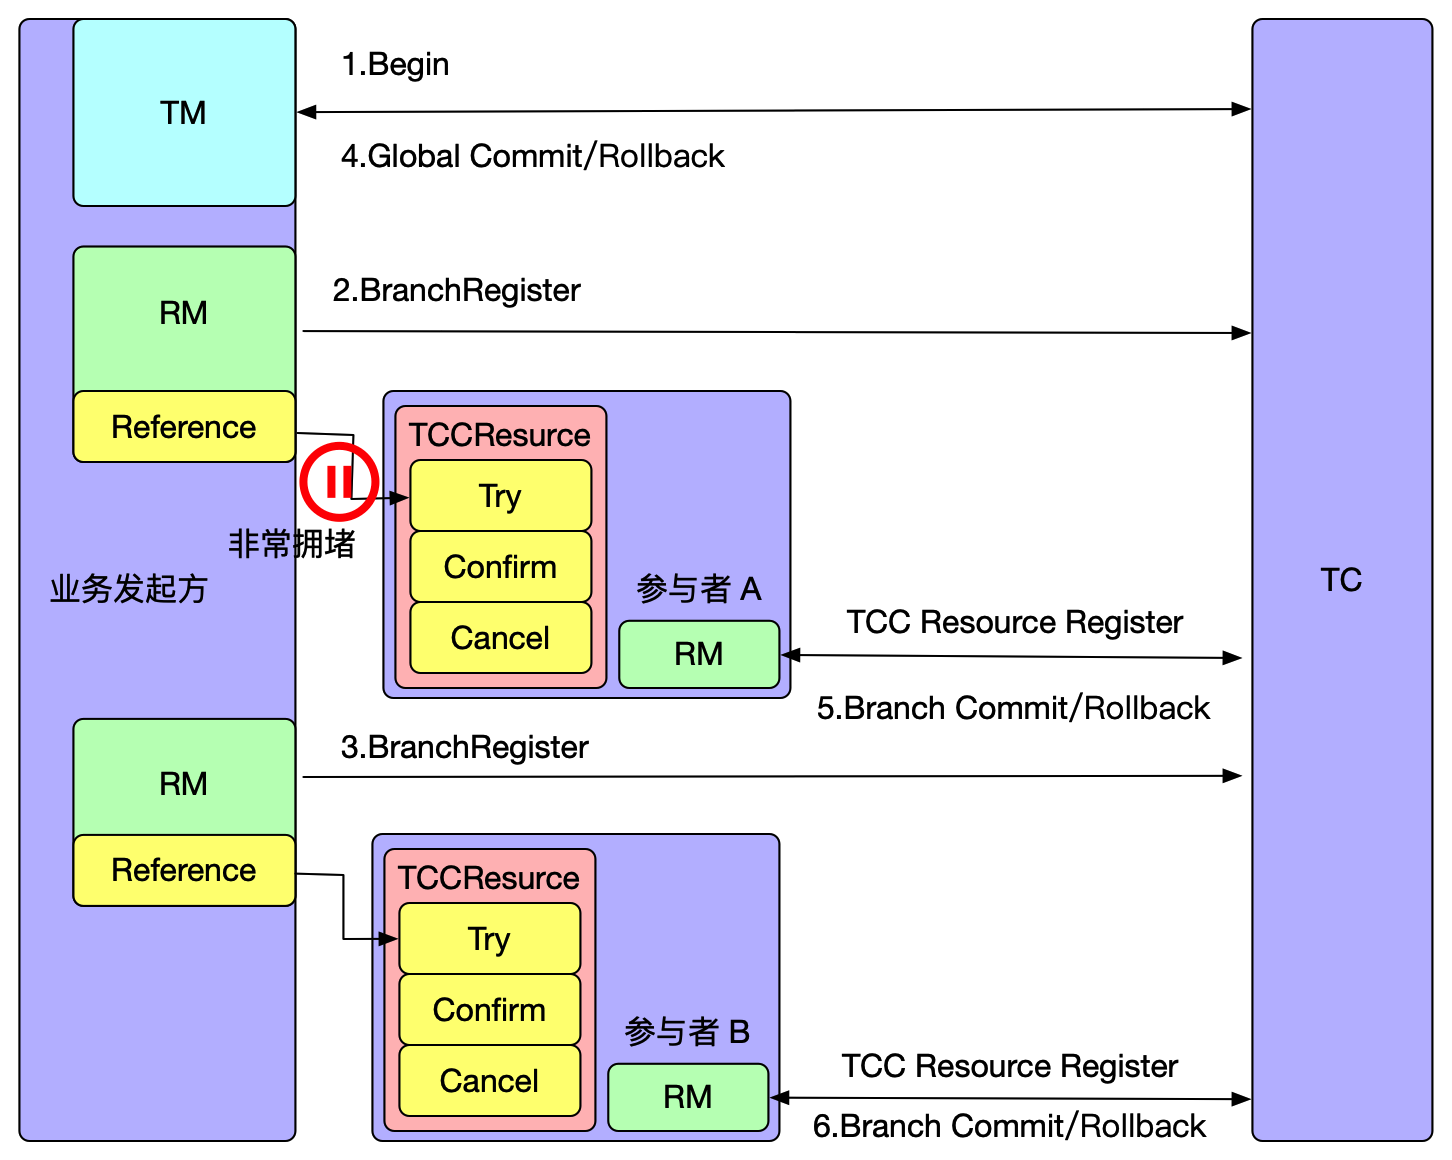 TM
1.Begin
4.Global Commit/Rollback
RM
2.BranchRegister
Reference
TCCResurce
Try
非常拥堵
Confirm
业务发起方
参与者 A
TC
Cancel
RM
TCC Resource Register
5.Branch Commit/Rollback
3.BranchRegister
RM
Reference
TCCResurce
Try
Confirm
参与者 B
Cancel
RM
TCC Resource Register
6.Branch Commit/Rollback